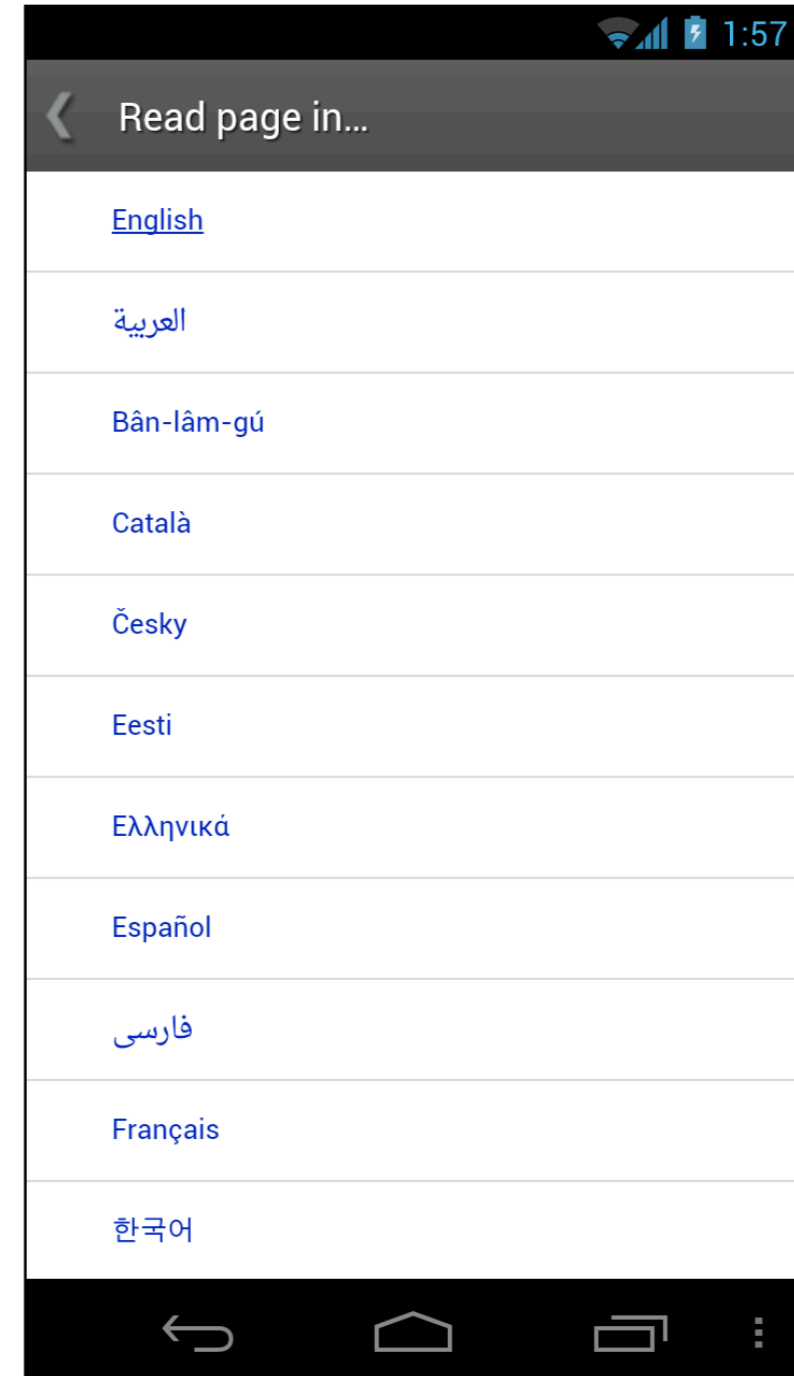 1:57
Read page in…
English
العربية
Bân-lâm-gú
Català
Česky
Eesti
Ελληνικά
Español
فارسی
Français
한국어